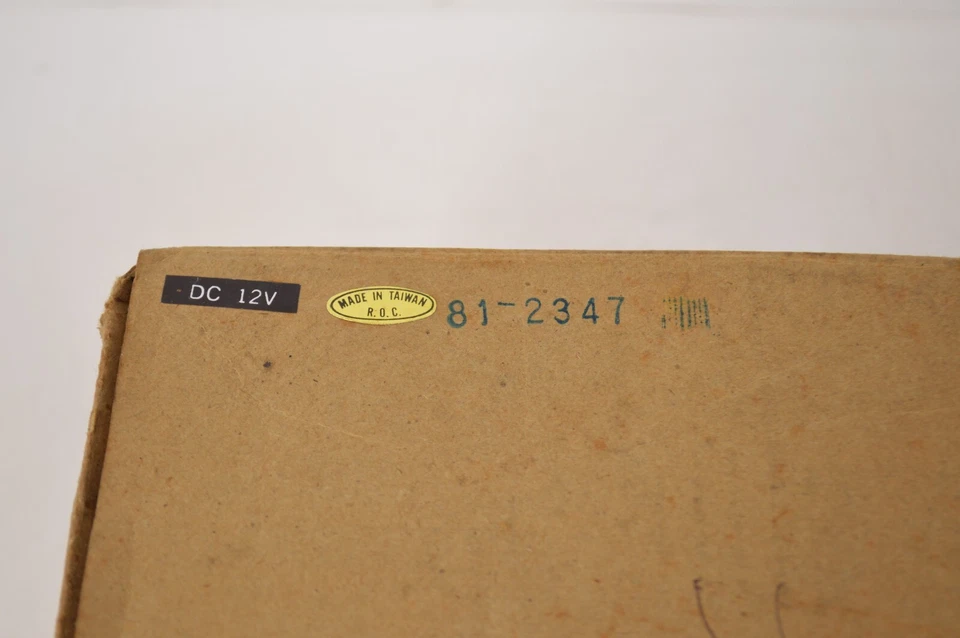 DC 12V
MADE IN TAIWAN
R.O.C.
81-2347